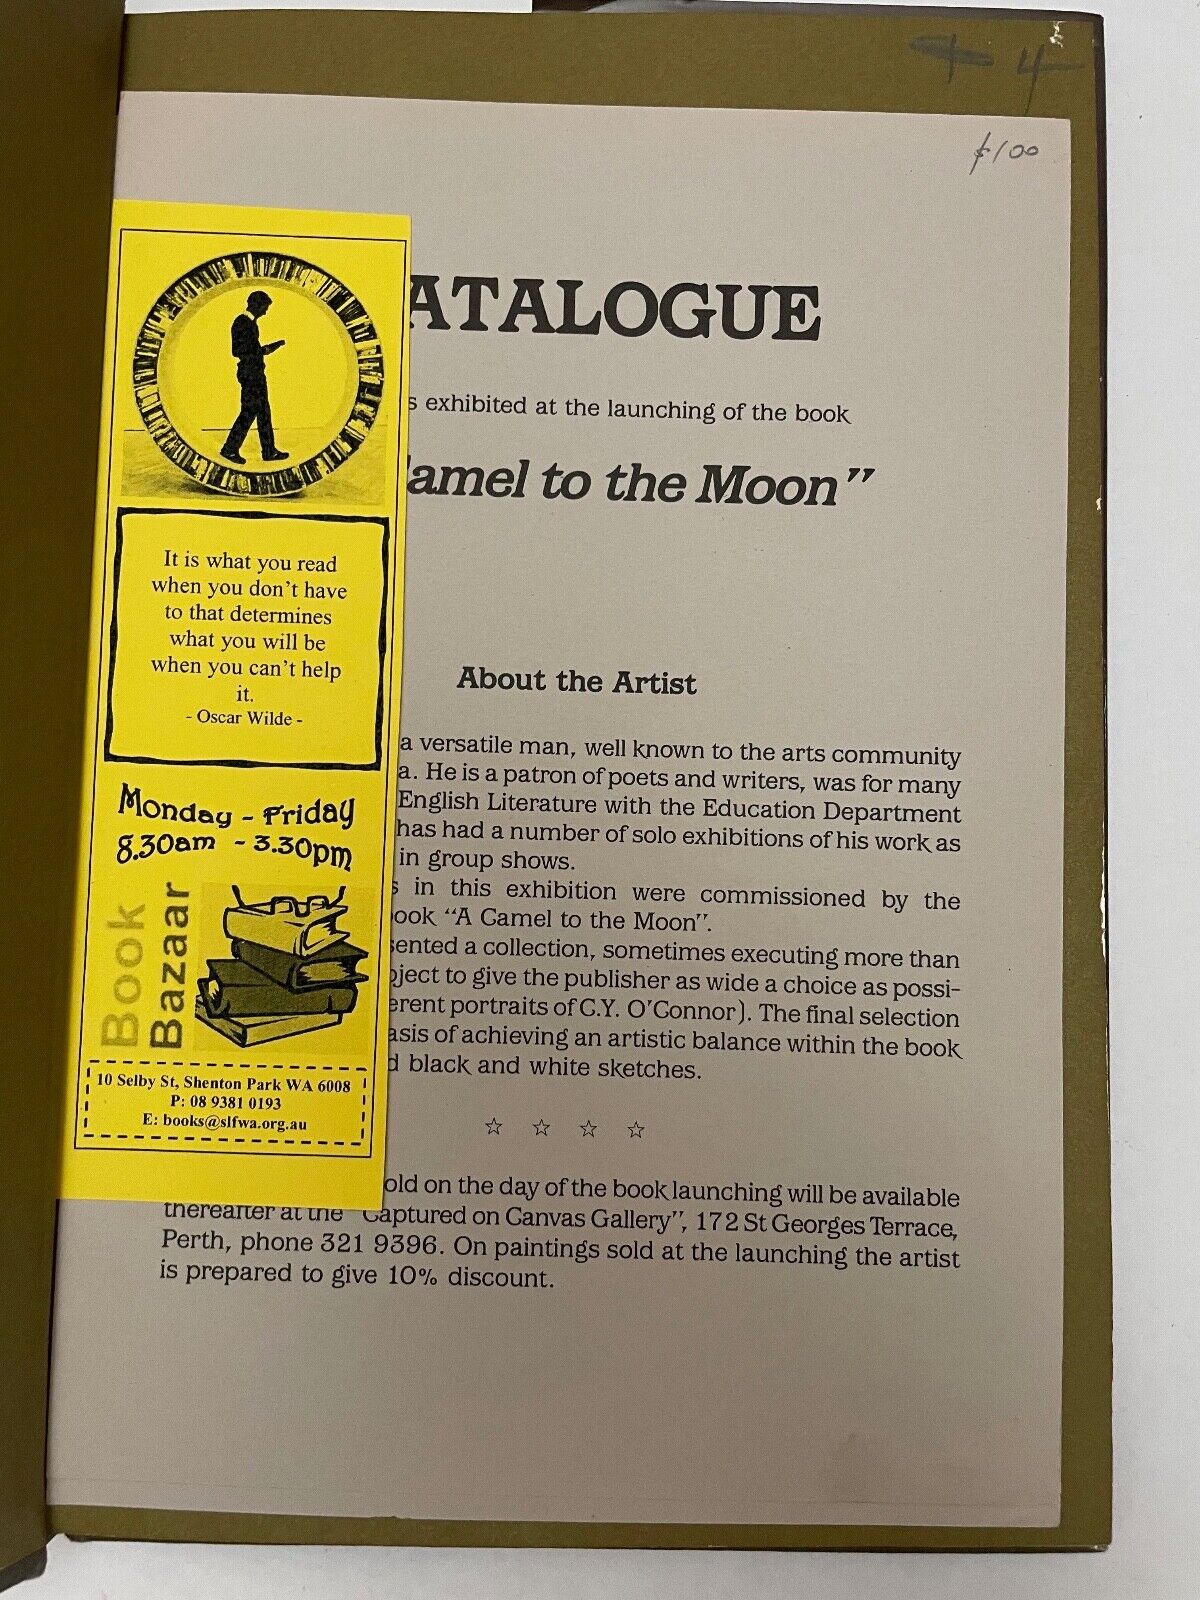 4
$100
ATALOGUE
s exhibited at the launching of the book
amel to the Moon”
About the Artist
a versatile man, well known to the arts community
a. He is a patron of poets and writers, was for many
English Literature with the Education Department
has had a number of solo exhibitions of his work as
in group shows.
s in this exhibition were commissioned by the
ook “A Camel to the Moon”.
sented a collection, sometimes executing more than
ject to give the publisher as wide a choice as possi-
erent portraits of C.Y. O’Connor). The final selection
asis of achieving an artistic balance within the book
d black and white sketches.
☆ ☆ ☆ ☆
old on the day of the book launching will be available
thereafter at the “Captured on Canvas Gallery”, 172 St Georges Terrace,
Perth, phone 321 9396. On paintings sold at the launching the artist
is prepared to give 10% discount.
It is what you read
when you don’t have
to that determines
what you will be
when you can’t help
it.
- Oscar Wilde -
Monday - Friday
8.30am - 3.30pm
Book
Bazaar
10 Selby St, Shenton Park WA 6008
P: 08 9381 0193
E: books@slfwa.org.au